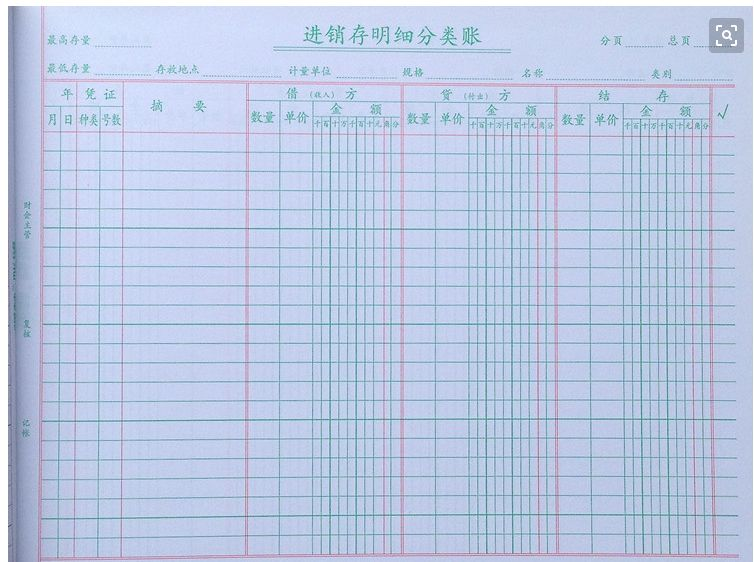 进销存明细分类账
最高存量 分页 总页
最低存量 存放地点 计量单位 规格 名称 类别
年 凭证 摘 要 借(收入)方 贷(付出)方 结 存 √
月 日 种类 号数 数量 单价 金 额 数量 单价 金 额 数量 单价 金 额
千百十万千百十元角分 千百十万千百十元角分 千百十万千百十元角分
财会主管
复核
记帐